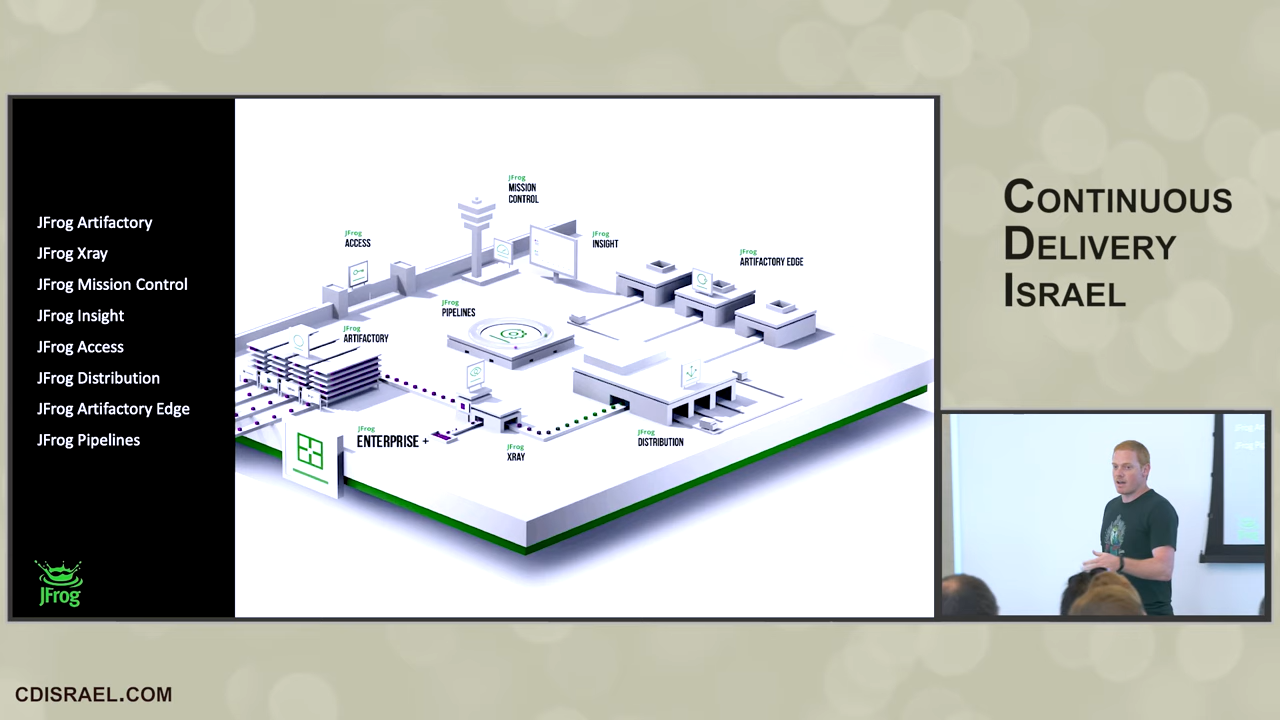 JFrog Artifactory
JFrog Xray
JFrog Mission Control
JFrog Insight
JFrog Access
JFrog Distribution
JFrog Artifactory Edge
JFrog Pipelines
JFrog
JFrog
MISSION
CONTROL
JFrog
ACCESS
JFrog
INSIGHT
JFrog
ARTIFACTORY EDGE
JFrog
PIPELINES
JFrog
ARTIFACTORY
JFrog
ENTERPRISE +
JFrog
XRAY
JFrog
DISTRIBUTION
CONTINUOUS
DELIVERY
ISRAEL
CDISRAEL.COM